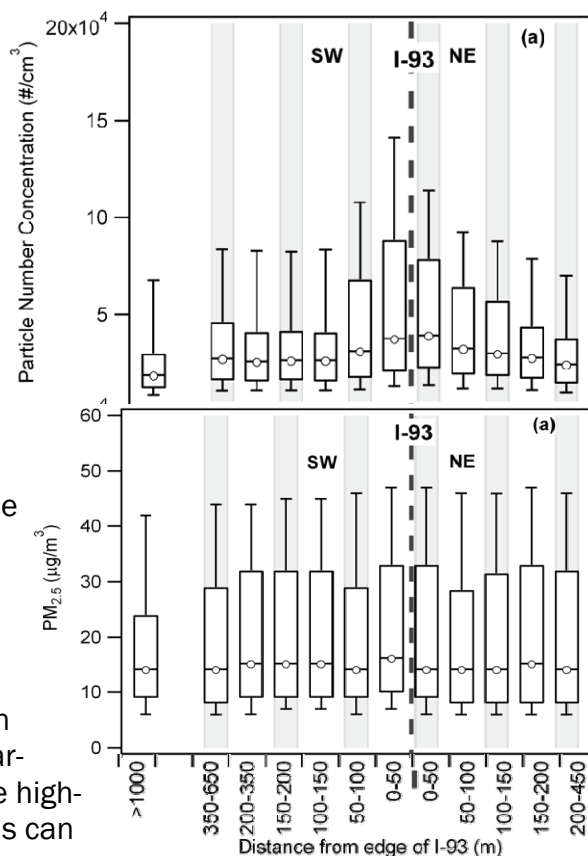 20x10⁴
15
10
5
4
Particle Number Concentration (#/cm³)
SW
I-93
NE
(a)
60
50
40
30
20
10
0
PM₂.₅ (µg/m³)
SW
I-93
NE
(a)
>1000
350-650
200-350
150-200
100-150
50-100
0-50
0-50
50-100
100-150
150-200
200-450
Distance from edge of I-93 (m)
e
n
ar-
e high-
s can